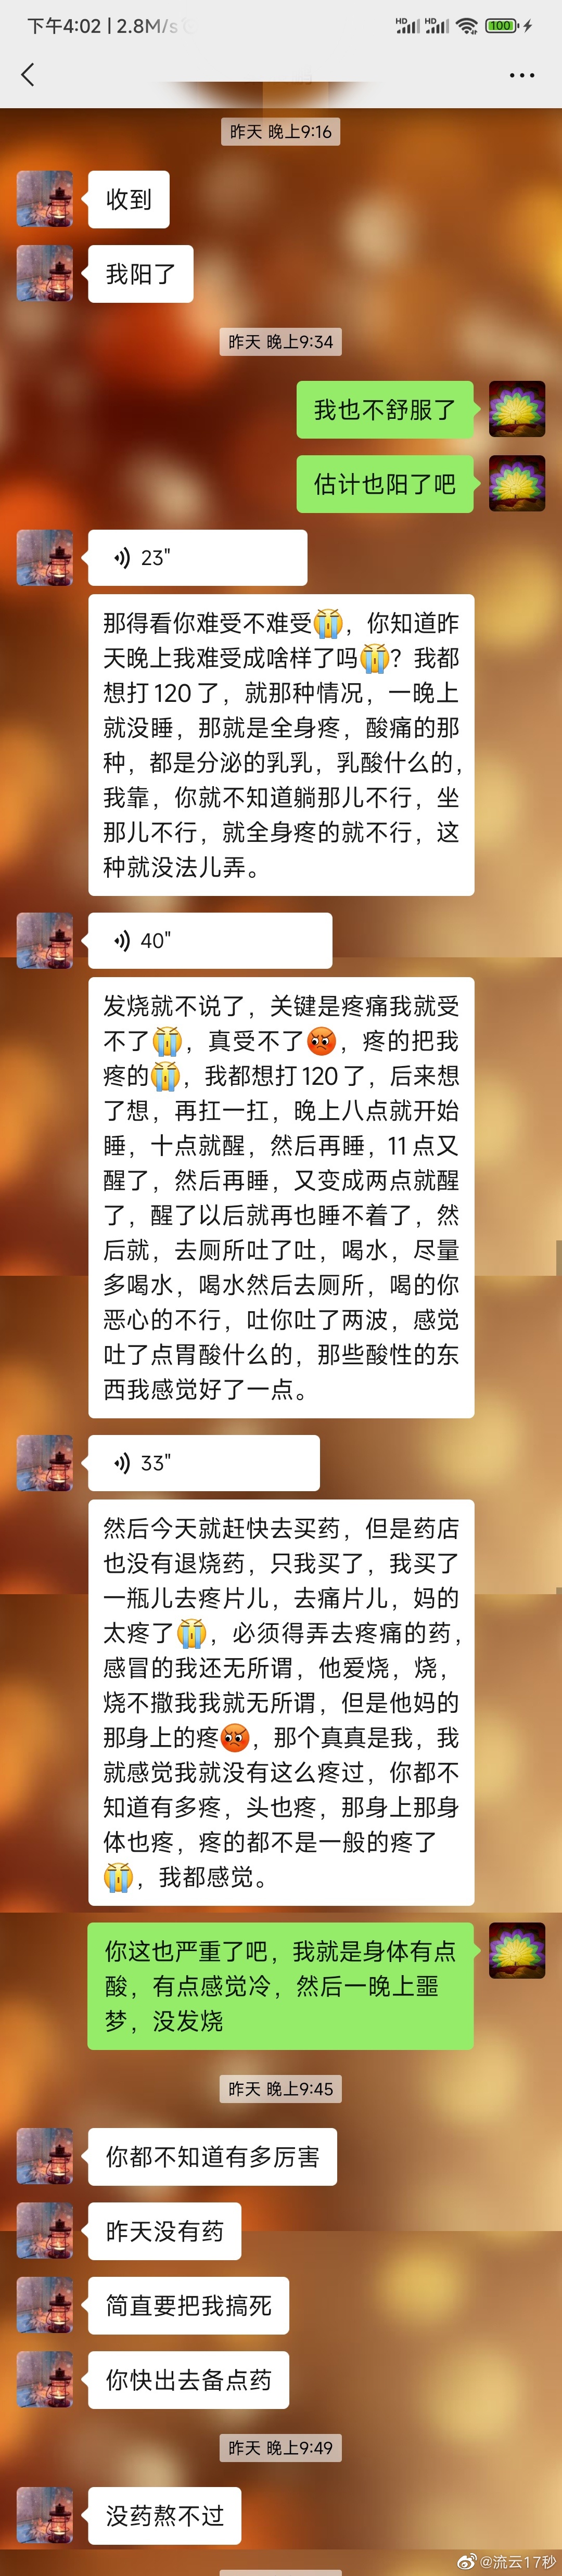 下午4:02 | 2.8M/s
HD HD 100
昨天 晚上9:16
收到
我阳了
昨天 晚上9:34
我也不舒服了
估计也阳了吧
23"
那得看你难受不难受😭，你知道昨
天晚上我难受成啥样了吗😭？我都
想打120了，就那种情况，一晚上
就没睡，那就是全身疼，酸痛的那
种，都是分泌的乳乳，乳酸什么的，
我靠，你就不知道躺那儿不行，坐
那儿不行，就全身疼的就不行，这
种就没法儿弄。
40"
发烧就不说了，关键是疼痛我就受
不了😭，真受不了😡，疼的把我
疼的😭，我都想打120了，后来想
了想，再扛一扛，晚上八点就开始
睡，十点就醒，然后再睡，11点又
醒了，然后再睡，又变成两点就醒
了，醒了以后就再也睡不着了，然
后就，去厕所吐了吐，喝水，尽量
多喝水，喝水然后去厕所，喝的你
恶心的不行，吐你吐了两波，感觉
吐了点胃酸什么的，那些酸性的东
西我感觉好了一点。
33"
然后今天就赶快去买药，但是药店
也没有退烧药，只我买了，我买了
一瓶儿去疼片儿，去痛片儿，妈的
太疼了😭，必须得弄去疼痛的药，
感冒的我还无所谓，他爱烧，烧，
烧不撒我我就无所谓，但是他妈的
那身上的疼😡，那个真真是我，我
就感觉我就没有这么疼过，你都不
知道有多疼，头也疼，那身上那身
体也疼，疼的都不是一般的疼了
😭，我都感觉。
你这也严重了吧，我就是身体有点
酸，有点感觉冷，然后一晚上噩
梦，没发烧
昨天 晚上9:45
你都不知道有多厉害
昨天没有药
简直要把我搞死
你快出去备点药
昨天 晚上9:49
没药熬不过
@流云17秒